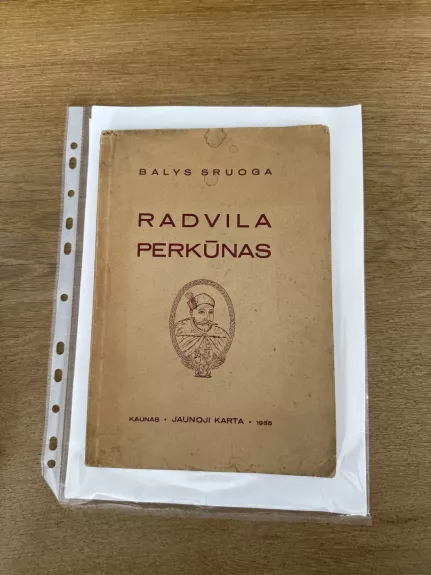 BALYS SRUOGA
RADVILA
PERKŪNAS
KAUNAS • JAUNOJI KARTA • 1935